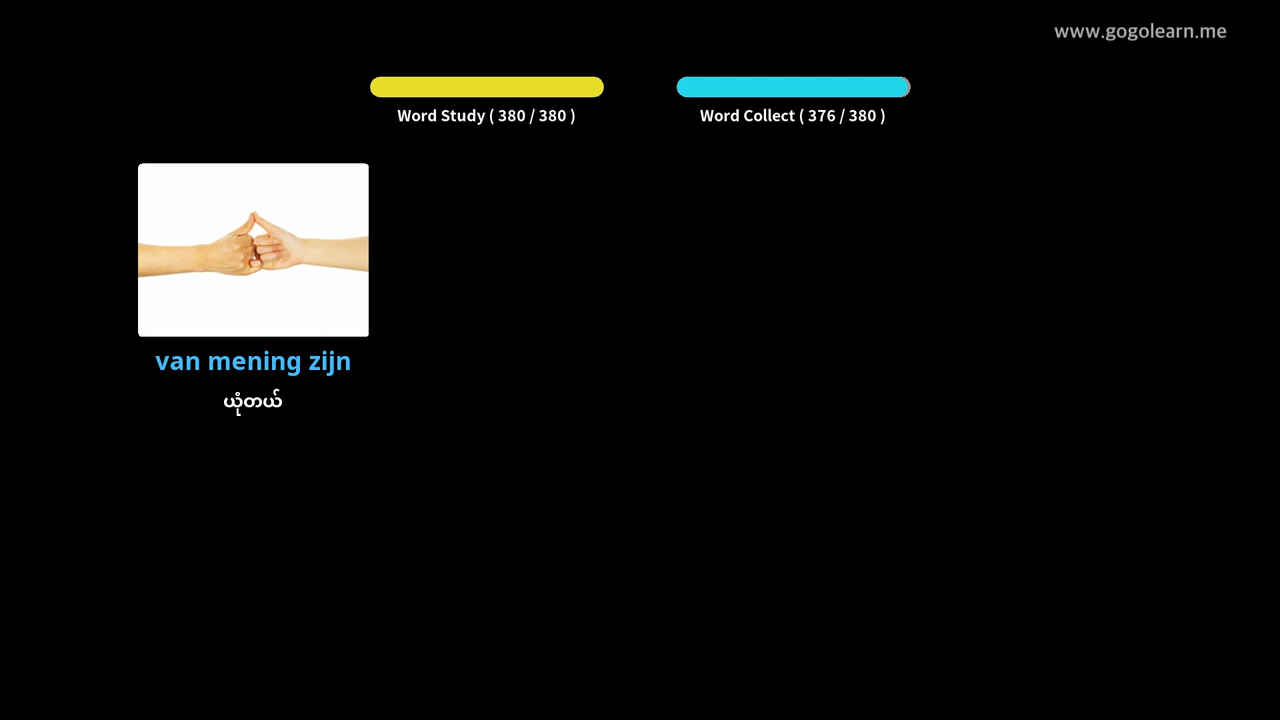 www.gogolearn.me
Word Study ( 380 / 380 )
Word Collect ( 376 / 380 )
van mening zijn
ယုံတယ်